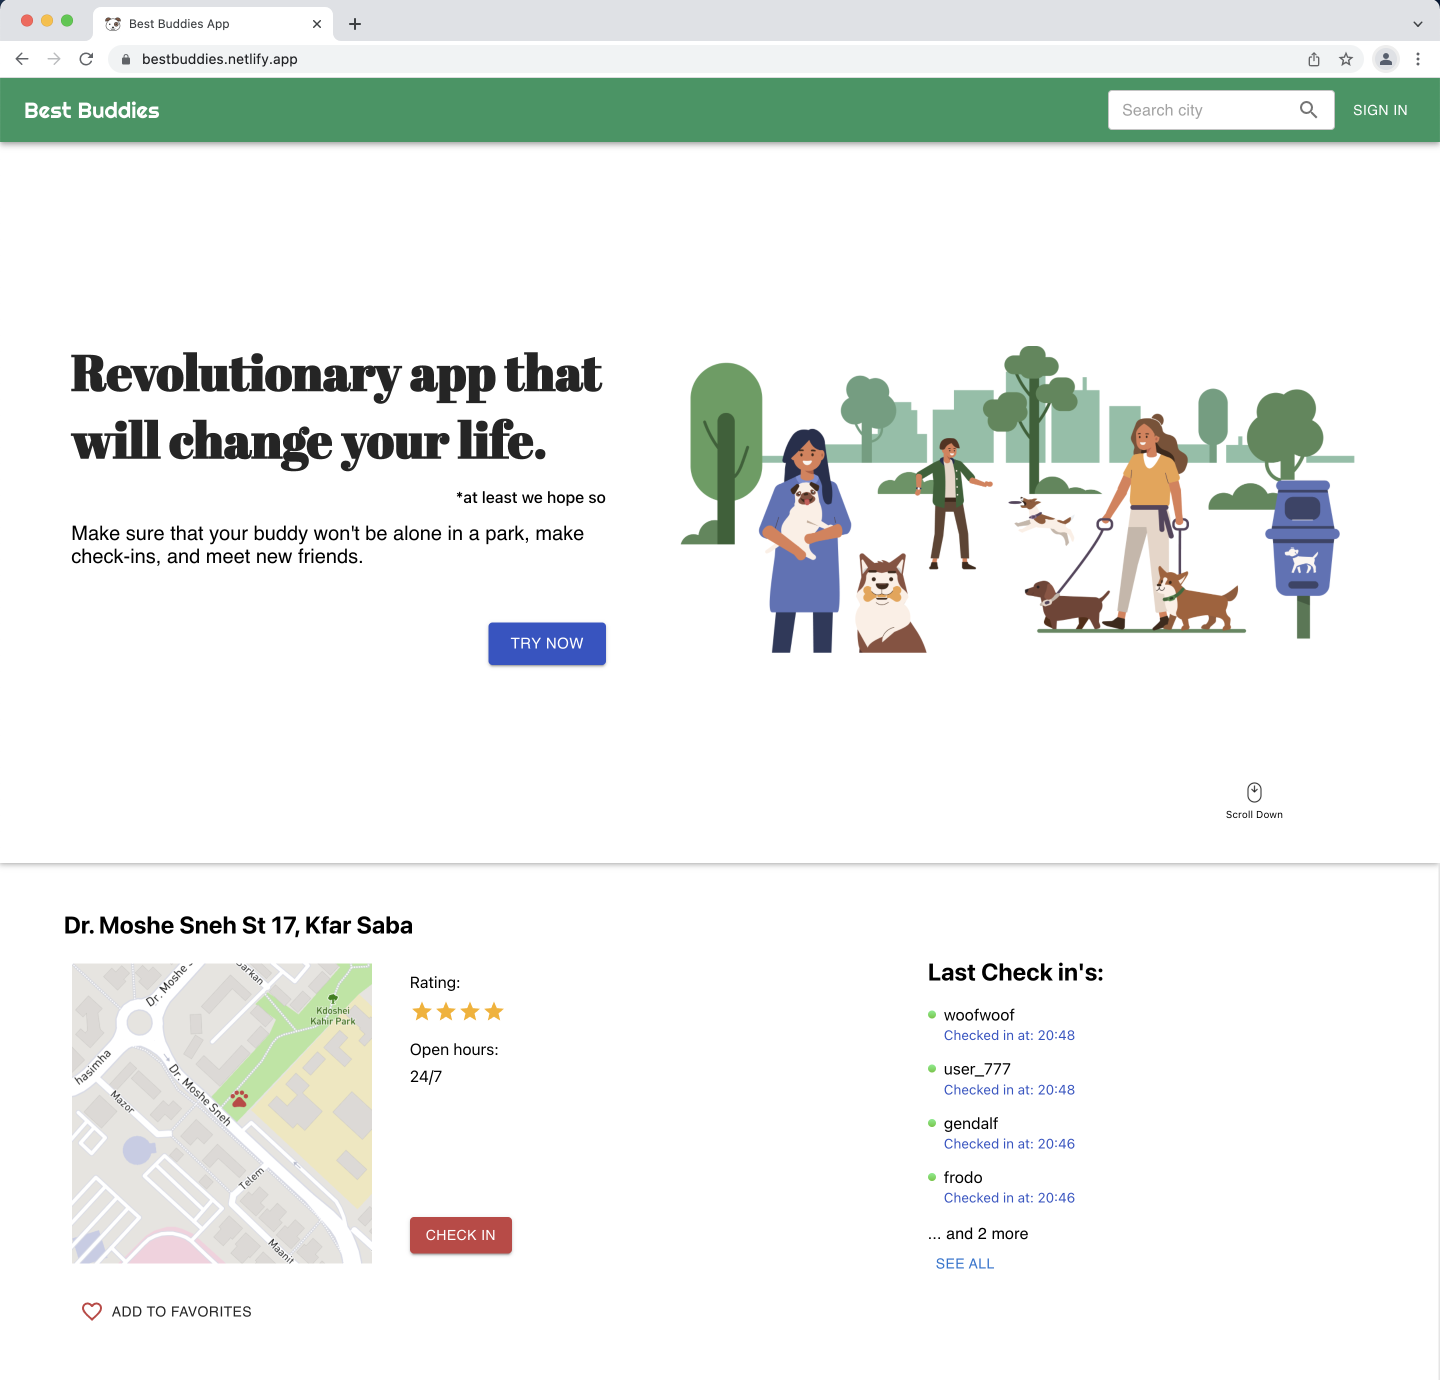 Best Buddies App
bestbuddies.netlify.app
Best Buddies
Search city
SIGN IN
Revolutionary app that
will change your life.
*at least we hope so
Make sure that your buddy won't be alone in a park, make
check-ins, and meet new friends.
TRY NOW
Scroll Down
Dr. Moshe Sneh St 17, Kfar Saba
Dr. Moshe S
arkan
Kdoshei
Kahir Park
hasimha
Dr. Moshe Sneh
Mazor
Telem
Maanit
Rating:
Open hours:
24/7
CHECK IN
ADD TO FAVORITES
Last Check in's:
woofwoof
Checked in at: 20:48
user_777
Checked in at: 20:48
gendalf
Checked in at: 20:46
frodo
Checked in at: 20:46
... and 2 more
SEE ALL